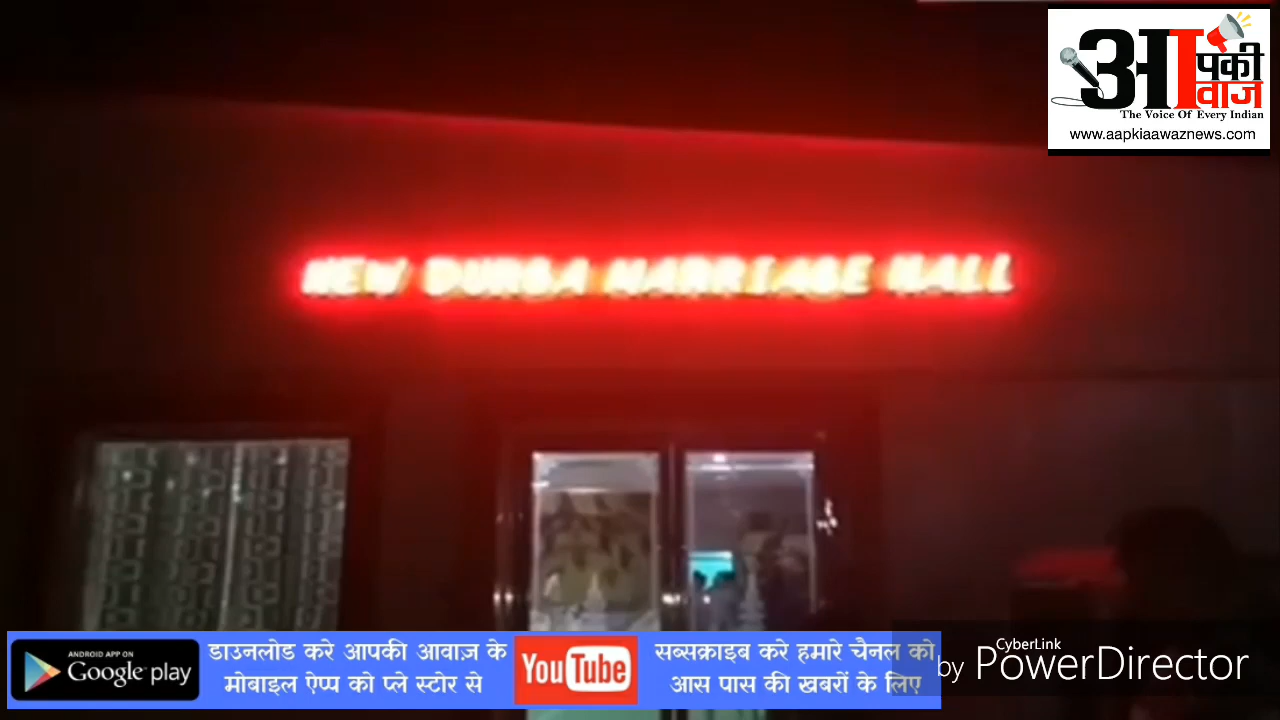 आपकी
वाज
The Voice Of Every Indian
www.aapkiaawaznews.com
NEW DURGA MARRIAGE HALL
ANDROID APP ON
Google play
डाउनलोड करे आपकी आवाज़ के
मोबाइल ऐप्प को प्ले स्टोर से
YouTube
सब्सक्राइब करे हमारे चैनल को
आस पास की खबरों के लिए
by CyberLink
PowerDirector